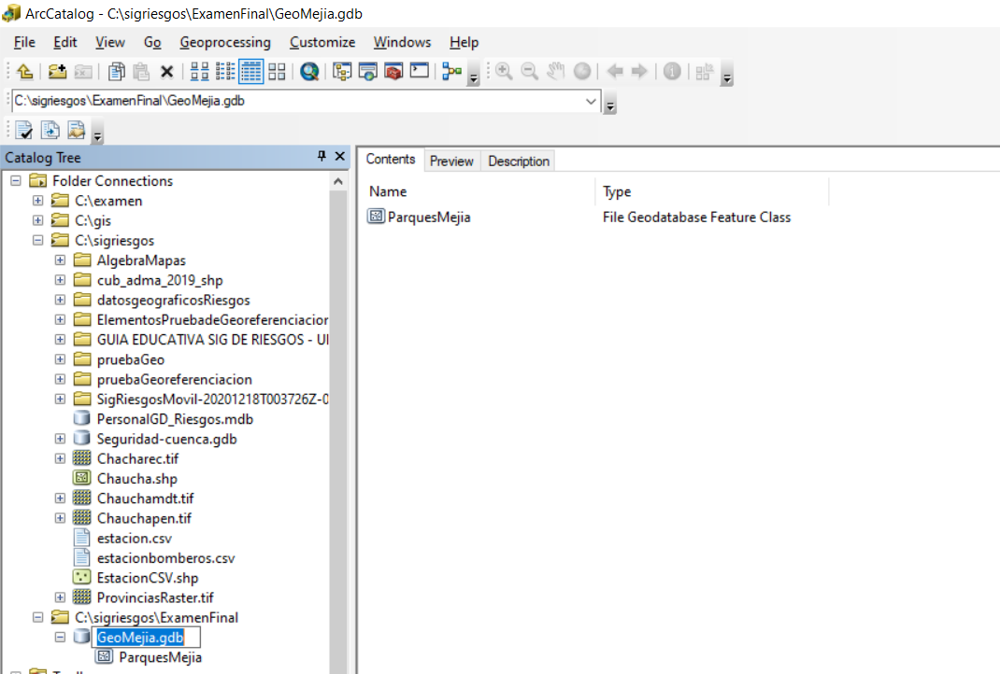 ArcCatalog - C:\sigriesgos\ExamenFinal\GeoMejia.gdb
File Edit View Go Geoprocessing Customize Windows Help
C:\sigriesgos\ExamenFinal\GeoMejia.gdb
Catalog Tree
Folder Connections
C:\examen
C:\gis
C:\sigriesgos
AlgebraMapas
cub_adma_2019_shp
datosgeograficosRiesgos
ElementosPruebadeGeoreferenciacior
GUIA EDUCATIVA SIG DE RIESGOS - UI
pruebaGeo
pruebaGeoreferenciacion
SigRiesgosMovil-20201218T003726Z-0
PersonalGD_Riesgos.mdb
Seguridad-cuenca.gdb
Chacharec.tif
Chaucha.shp
Chauchamdt.tif
Chauchapen.tif
estacion.csv
estacionbomberos.csv
EstacionCSV.shp
ProvinciasRaster.tif
C:\sigriesgos\ExamenFinal
GeoMejia.gdb
ParquesMejia
Contents Preview Description
Name Type
ParquesMejia File Geodatabase Feature Class